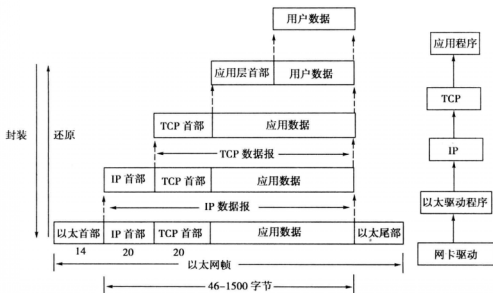 用户数据
应用层首部 用户数据
应用程序
TCP 首部 应用数据
TCP
TCP 数据报
封装 还原
IP 首部 TCP 首部 应用数据
IP
IP 数据报
以太首部 IP 首部 TCP 首部 应用数据 以太尾部
以太驱动程序
14 20 20
以太网帧
网卡驱动
46-1500 字节